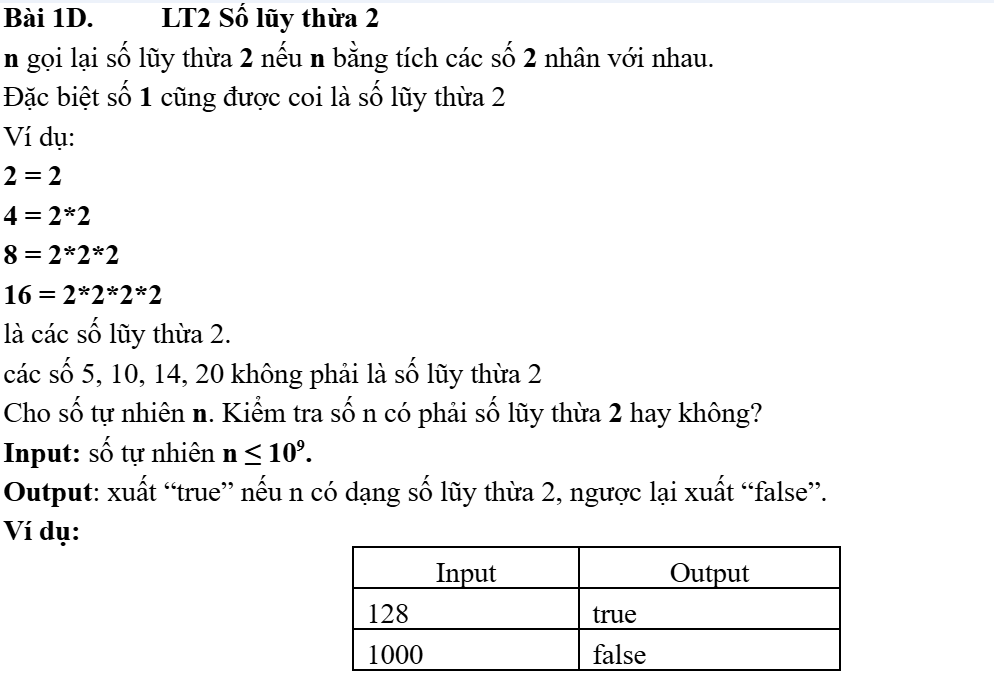 Bài 1D. LT2 Số lũy thừa 2
n gọi lại số lũy thừa 2 nếu n bằng tích các số 2 nhân với nhau.
Đặc biệt số 1 cũng được coi là số lũy thừa 2
Ví dụ:
2 = 2
4 = 2*2
8 = 2*2*2
16 = 2*2*2*2
là các số lũy thừa 2.
các số 5, 10, 14, 20 không phải là số lũy thừa 2
Cho số tự nhiên n. Kiểm tra số n có phải số lũy thừa 2 hay không?
Input: số tự nhiên n ≤ 10⁹.
Output: xuất “true” nếu n có dạng số lũy thừa 2, ngược lại xuất “false”.
Ví dụ:
Input Output
128 true
1000 false